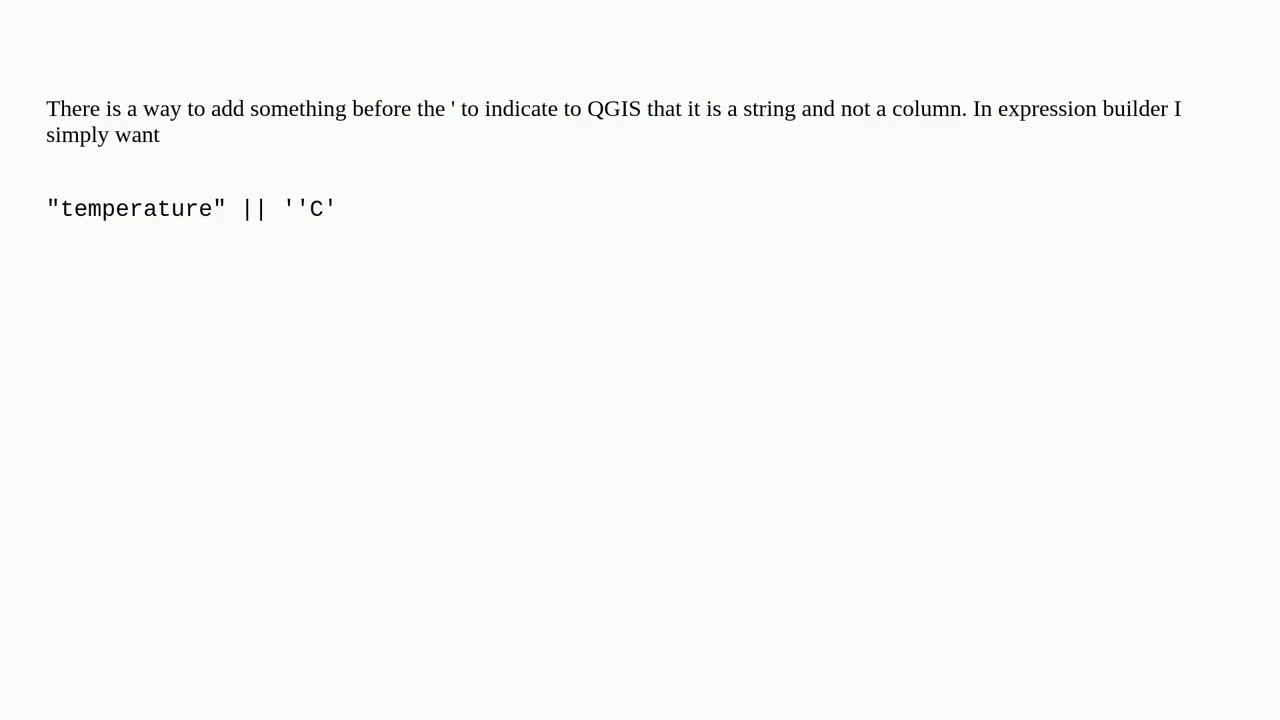 There is a way to add something before the ' to indicate to QGIS that it is a string and not a column. In expression builder I
simply want
"temperature" || ''C'